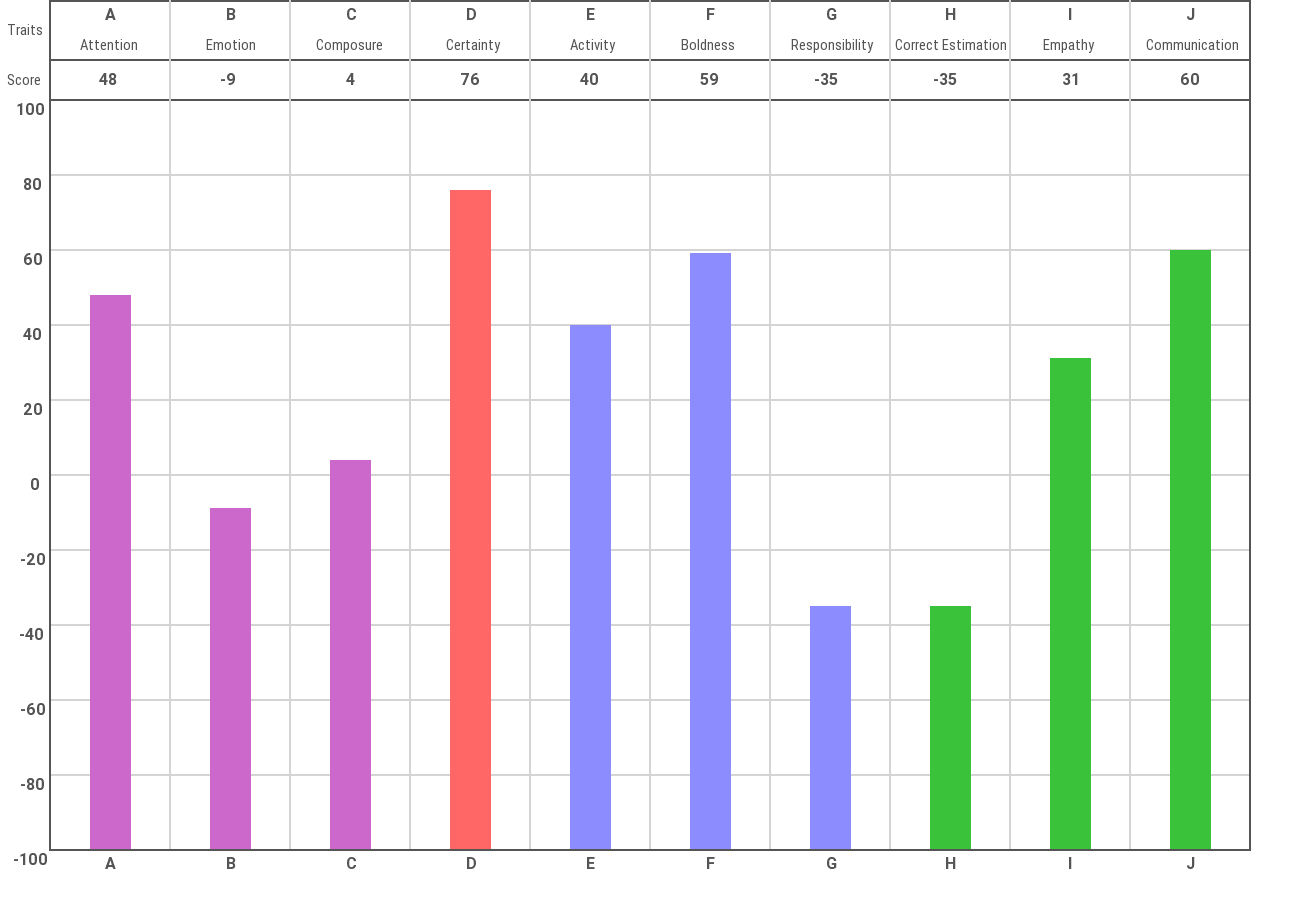 A B C D E F G H I J
Traits
Attention Emotion Composure Certainty Activity Boldness Responsibility Correct Estimation Empathy Communication
Score 48 -9 4 76 40 59 -35 -35 31 60
100
80
60
40
20
0
-20
-40
-60
-80
-100
A B C D E F G H I J